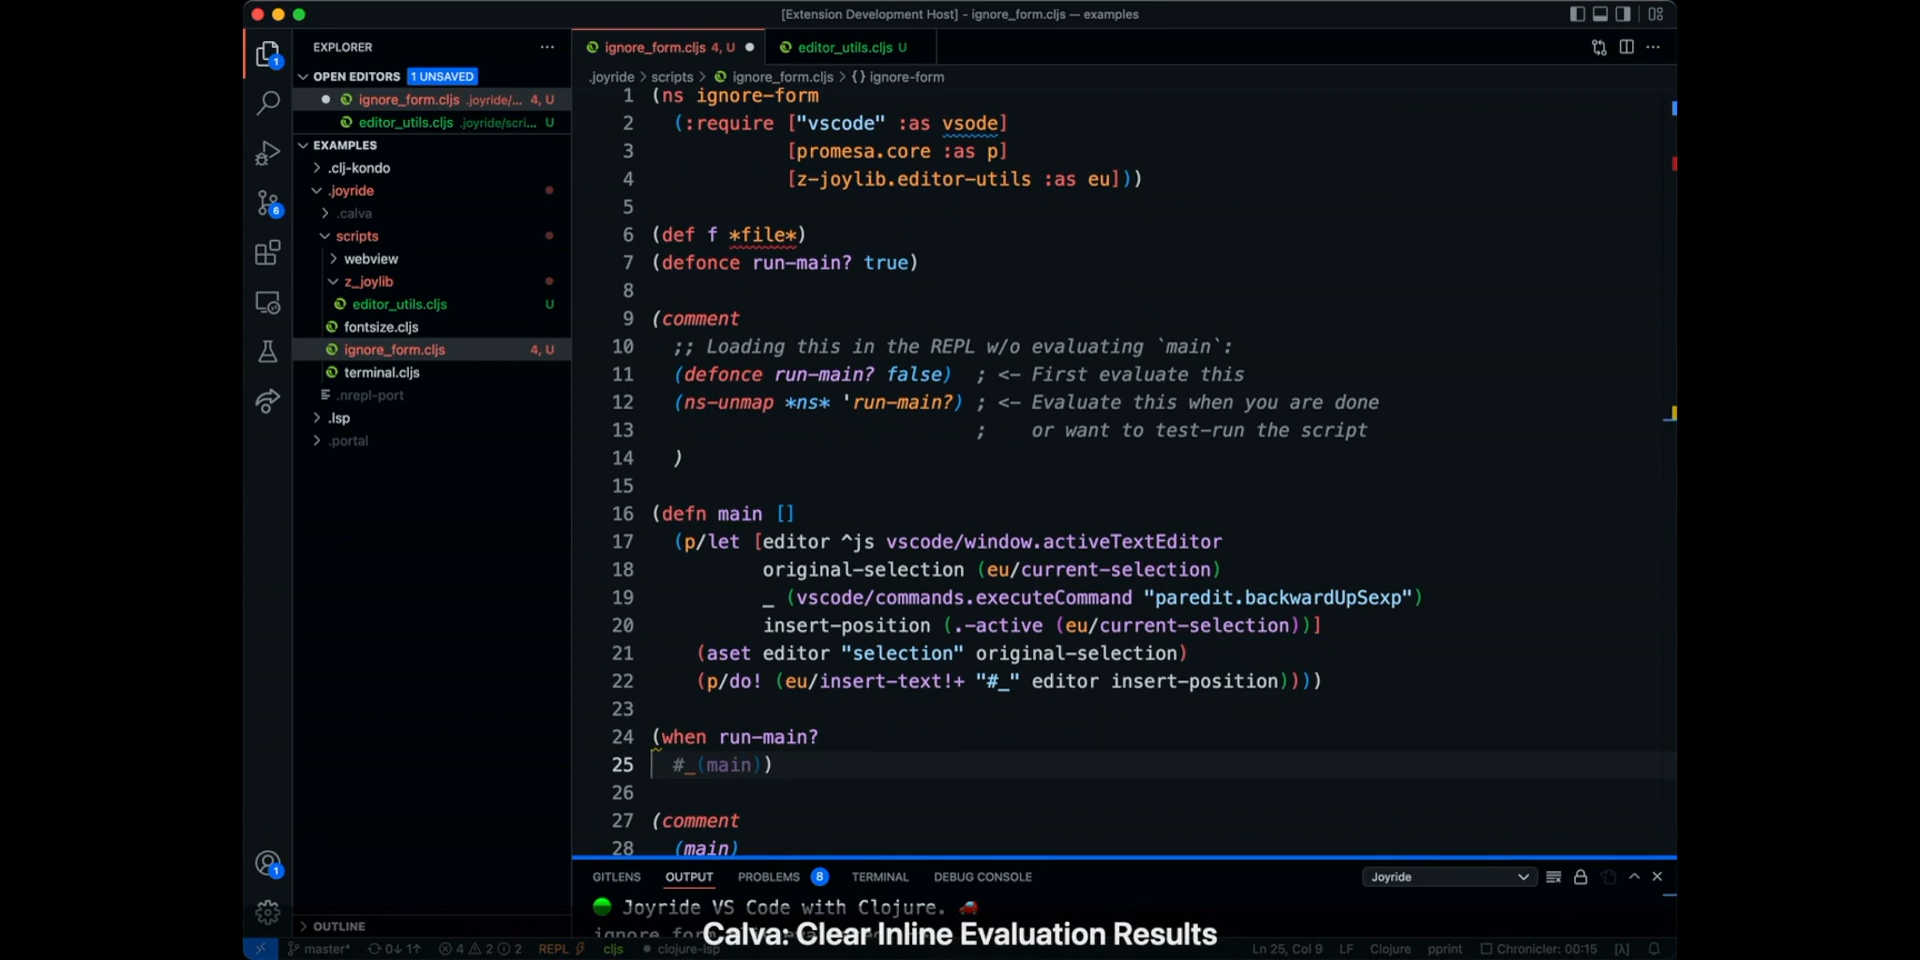 [Extension Development Host] - ignore_form.cljs — examples
EXPLORER
OPEN EDITORS 1 UNSAVED
ignore_form.cljs .joyride/... 4, U
editor_utils.cljs .joyride/scri... U
EXAMPLES
.clj-kondo
.joyride
.calva
scripts
webview
z_joylib
editor_utils.cljs U
fontsize.cljs
ignore_form.cljs 4, U
terminal.cljs
.nrepl-port
.lsp
.portal
OUTLINE
1
6
1
ignore_form.cljs 4, U
editor_utils.cljs U
.joyride > scripts > ignore_form.cljs > {} ignore-form
1 (ns ignore-form
2 (:require ["vscode" :as vsode]
3 [promesa.core :as p]
4 [z-joylib.editor-utils :as eu]))
5
6 (def f *file*)
7 (defonce run-main? true)
8
9 (comment
10 ;; Loading this in the REPL w/o evaluating `main`:
11 (defonce run-main? false) ; <- First evaluate this
12 (ns-unmap *ns* 'run-main?) ; <- Evaluate this when you are done
13 ; or want to test-run the script
14 )
15
16 (defn main []
17 (p/let [editor ^js vscode/window.activeTextEditor
18 original-selection (eu/current-selection)
19 _ (vscode/commands.executeCommand "paredit.backwardUpSexp")
20 insert-position (.-active (eu/current-selection))]
21 (aset editor "selection" original-selection)
22 (p/do! (eu/insert-text!+ "#_" editor insert-position))))
23
24 (when run-main?
25 #_(main))
26
27 (comment
28 (main)
GITLENS OUTPUT PROBLEMS 8 TERMINAL DEBUG CONSOLE Joyride
🟢 Joyride VS Code with Clojure. 🚗
Calva: Clear Inline Evaluation Results
master* 0↓ 1↑ 4 2 2 REPL ⚡ cljs clojure-lsp Ln 25, Col 9 LF Clojure pprint Chronicler: 00:15 [λ]